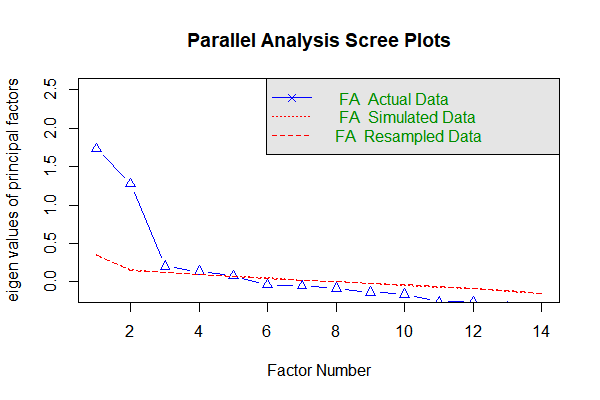 Parallel Analysis Scree Plots
eigen values of principal factors
2.5
2.0
1.5
1.0
0.5
0.0
FA Actual Data
FA Simulated Data
FA Resampled Data
2 4 6 8 10 12 14
Factor Number